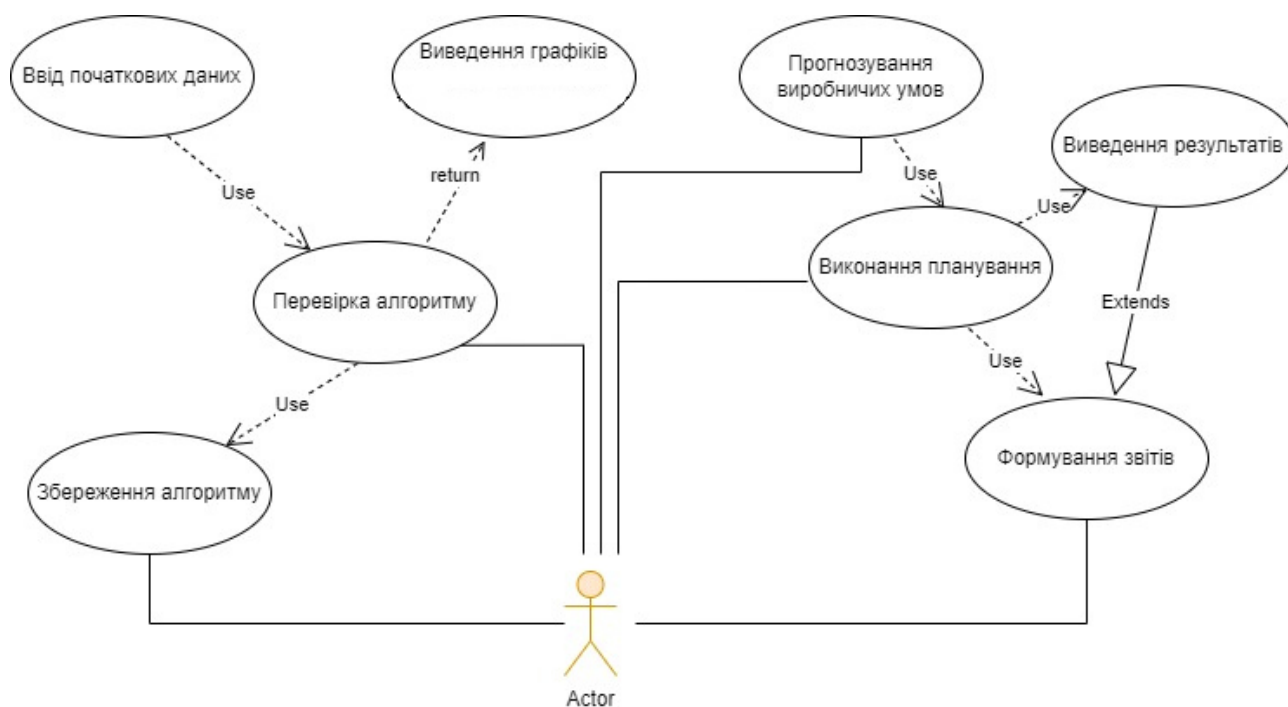 Ввід початкових даних
Виведення графіків
Прогнозування
виробничих умов
Виведення результатів
Use
return
Use
Use
Перевірка алгоритму
Виконання планування
Extends
Use
Use
Збереження алгоритму
Формування звітів
Actor